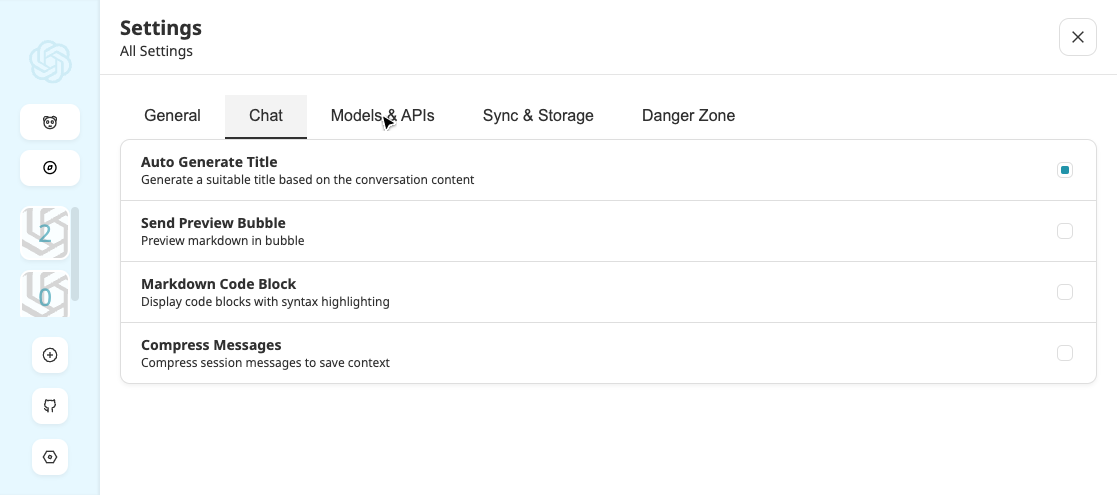 Settings
All Settings
General Chat Models & APIs Sync & Storage Danger Zone
Auto Generate Title
Generate a suitable title based on the conversation content
Send Preview Bubble
Preview markdown in bubble
Markdown Code Block
Display code blocks with syntax highlighting
Compress Messages
Compress session messages to save context
2
0